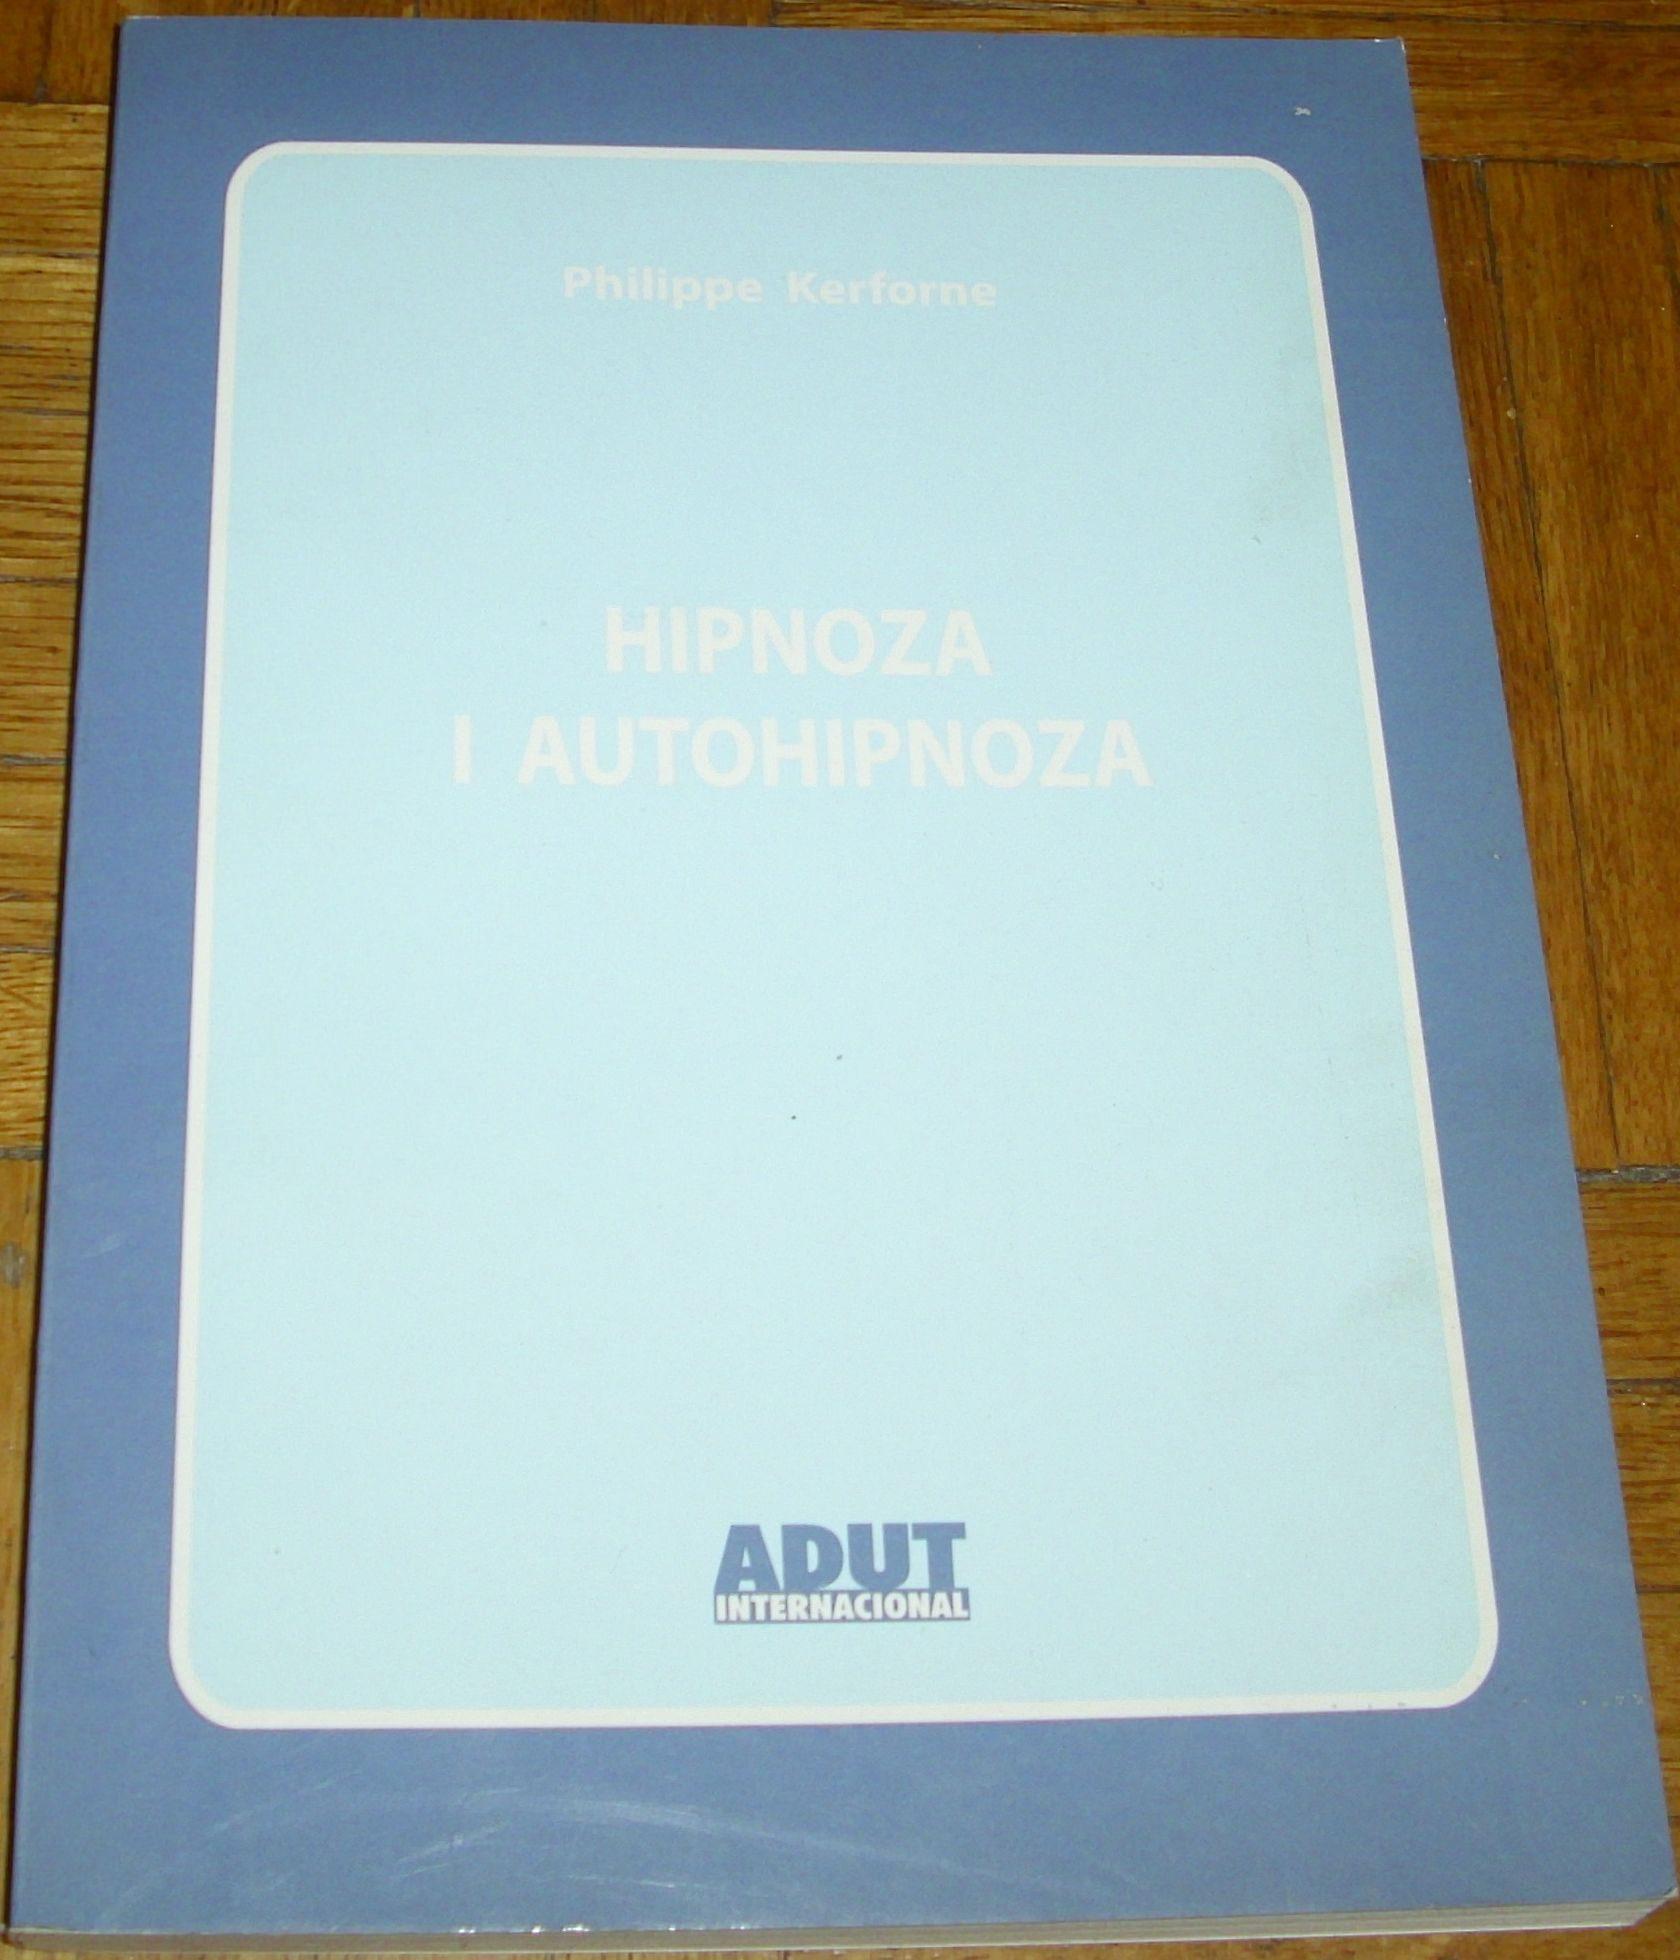 Philippe Kerforne
HIPNOZA
I AUTOHIPNOZA
ADUT
INTERNACIONAL